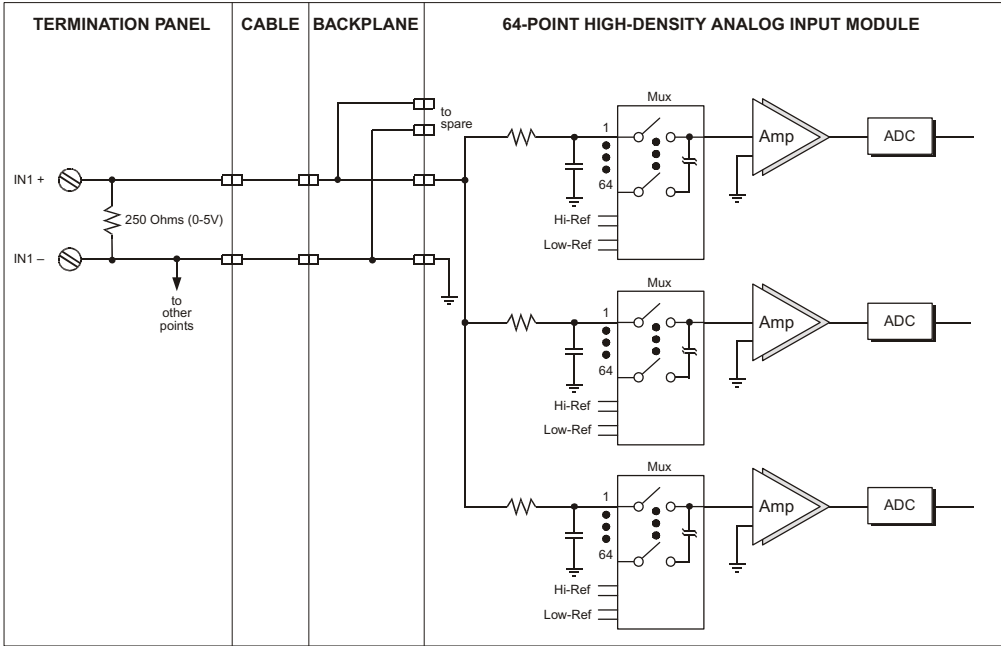 TERMINATION PANEL
CABLE
BACKPLANE
64-POINT HIGH-DENSITY ANALOG INPUT MODULE
to
spare
IN1 +
250 Ohms (0-5V)
IN1 –
to
other
points
Mux
1
64
Hi-Ref
Low-Ref
Amp
ADC
Mux
1
64
Hi-Ref
Low-Ref
Amp
ADC
Mux
1
64
Hi-Ref
Low-Ref
Amp
ADC